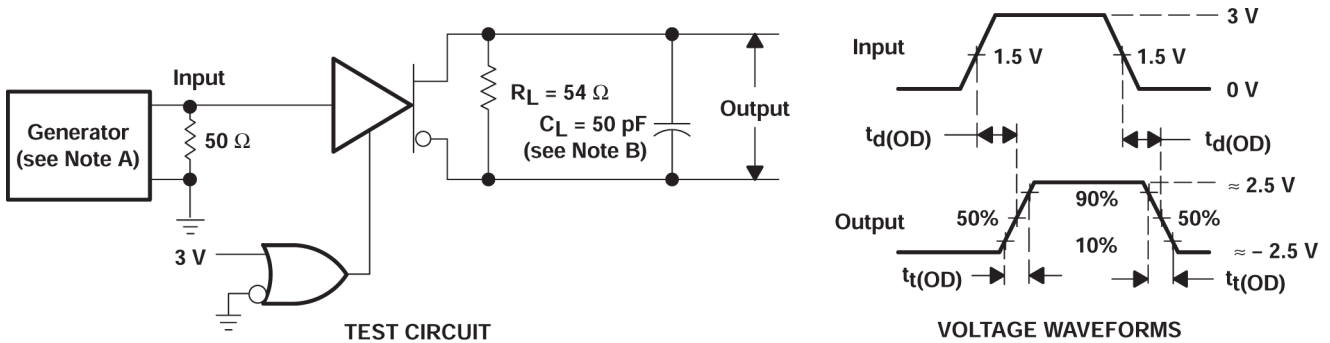 Generator
(see Note A)
Input
50 Ω
3 V
R_L = 54 Ω
C_L = 50 pF
(see Note B)
Output
TEST CIRCUIT
Input
3 V
1.5 V
1.5 V
0 V
t_d(OD)
t_d(OD)
Output
50%
90%
10%
50%
≈ 2.5 V
≈ – 2.5 V
t_t(OD)
t_t(OD)
VOLTAGE WAVEFORMS